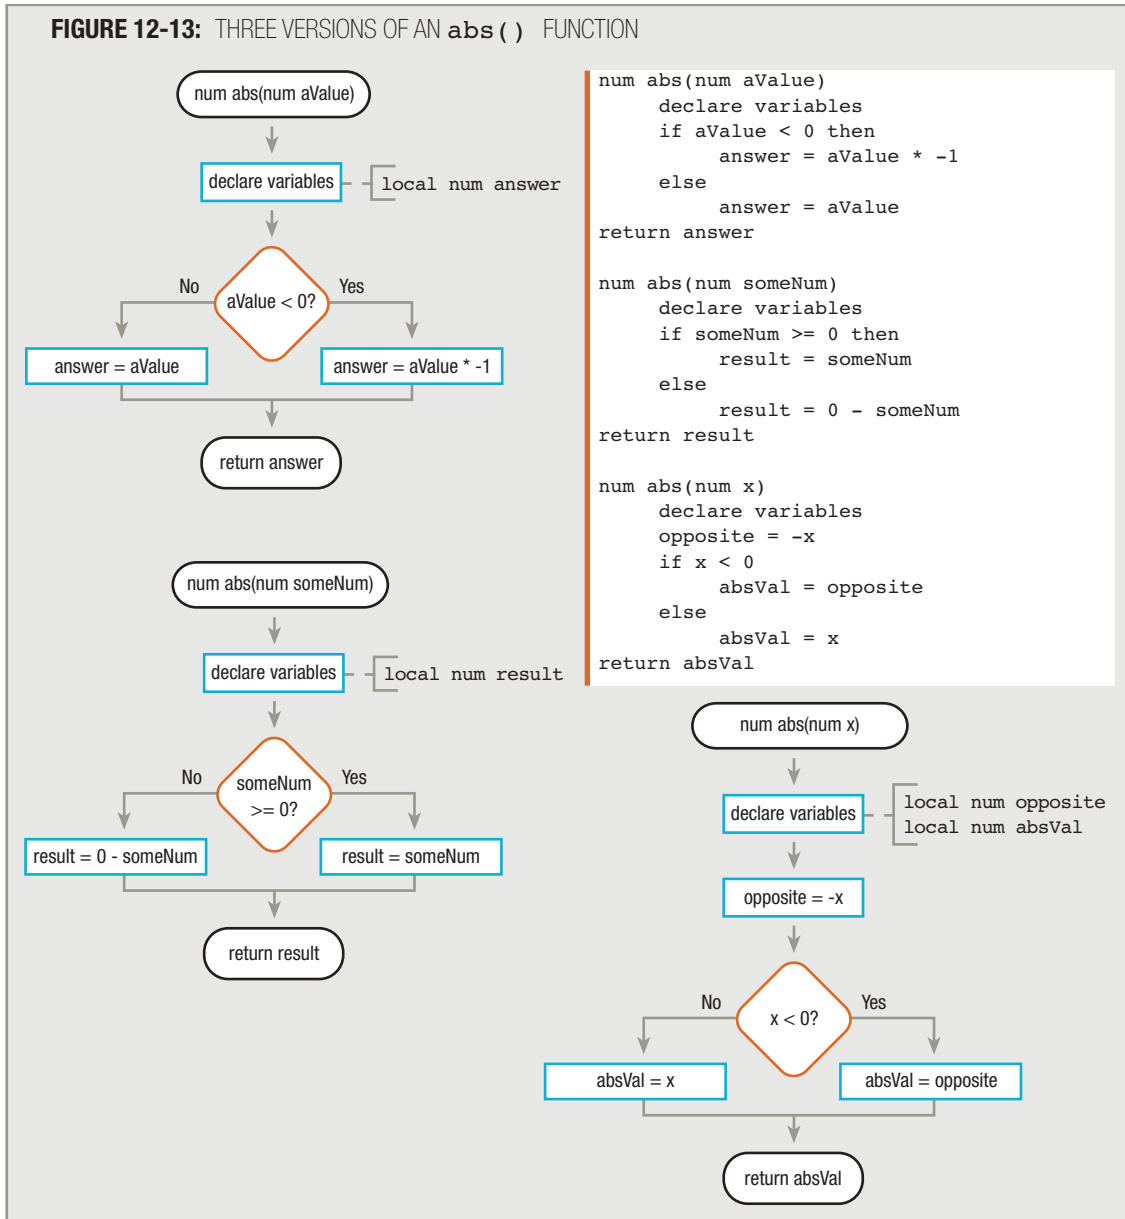 FIGURE 12-13: THREE VERSIONS OF AN abs() FUNCTION
num abs(num aValue)
declare variables
local num answer
aValue < 0?
No
Yes
answer = aValue
answer = aValue * -1
return answer
num abs(num someNum)
declare variables
local num result
someNum
>= 0?
No
Yes
result = 0 - someNum
result = someNum
return result
num abs(num aValue)
declare variables
if aValue < 0 then
answer = aValue * -1
else
answer = aValue
return answer
num abs(num someNum)
declare variables
if someNum >= 0 then
result = someNum
else
result = 0 - someNum
return result
num abs(num x)
declare variables
opposite = -x
if x < 0
absVal = opposite
else
absVal = x
return absVal
num abs(num x)
declare variables
local num opposite
local num absVal
opposite = -x
x < 0?
No
Yes
absVal = x
absVal = opposite
return absVal